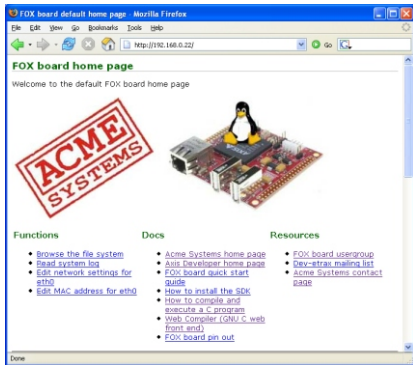 FOX board default home page - Mozilla Firefox
File Edit View Go Bookmarks Tools Help
http://192.168.0.22/ Go
FOX board home page
Welcome to the default FOX board home page
ACME
SYSTEMS
Functions
Browse the file system
Read system log
Edit network settings for
eth0
Edit MAC address for eth0
Docs
Acme Systems home page
Axis Developer home page
FOX board quick start
guide
How to install the SDK
How to compile and
execute a C program
Web Compiler (GNU C web
front end)
FOX board pin out
Resources
FOX board usergroup
Dev-etrax mailing list
Acme Systems contact
page
Done